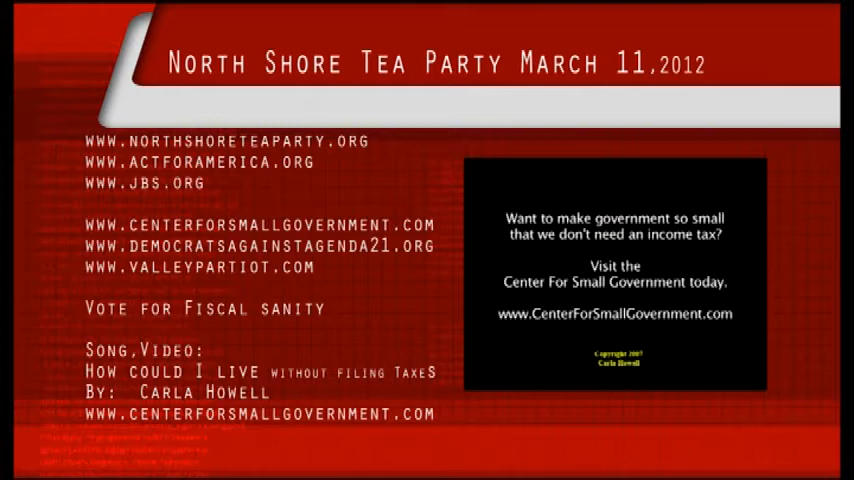 North Shore Tea Party March 11,2012
www.northshoreteaparty.org
www.actforamerica.org
www.jbs.org
www.centerforsmallgovernment.com
www.democratsagainstagenda21.org
www.valleypartiot.com
Vote for Fiscal sanity
Song,Video:
How could I live without filing Taxes
By: Carla Howell
www.centerforsmallgovernment.com
Want to make government so small
that we don't need an income tax?
Visit the
Center For Small Government today.
www.CenterForSmallGovernment.com
Copyright 2007
Carla Howell